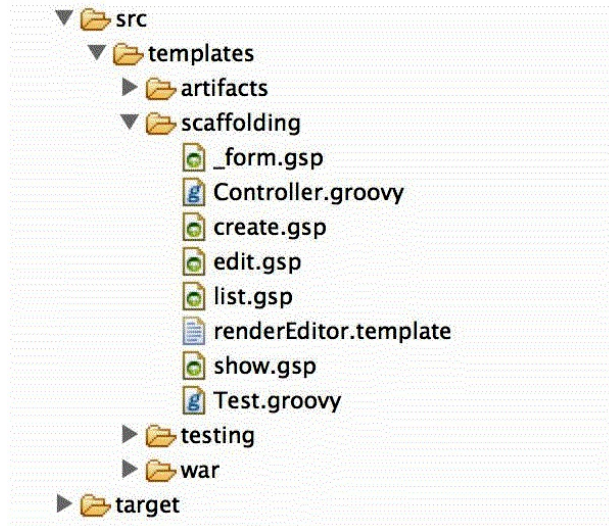 src
templates
artifacts
scaffolding
_form.gsp
Controller.groovy
create.gsp
edit.gsp
list.gsp
renderEditor.template
show.gsp
Test.groovy
testing
war
target